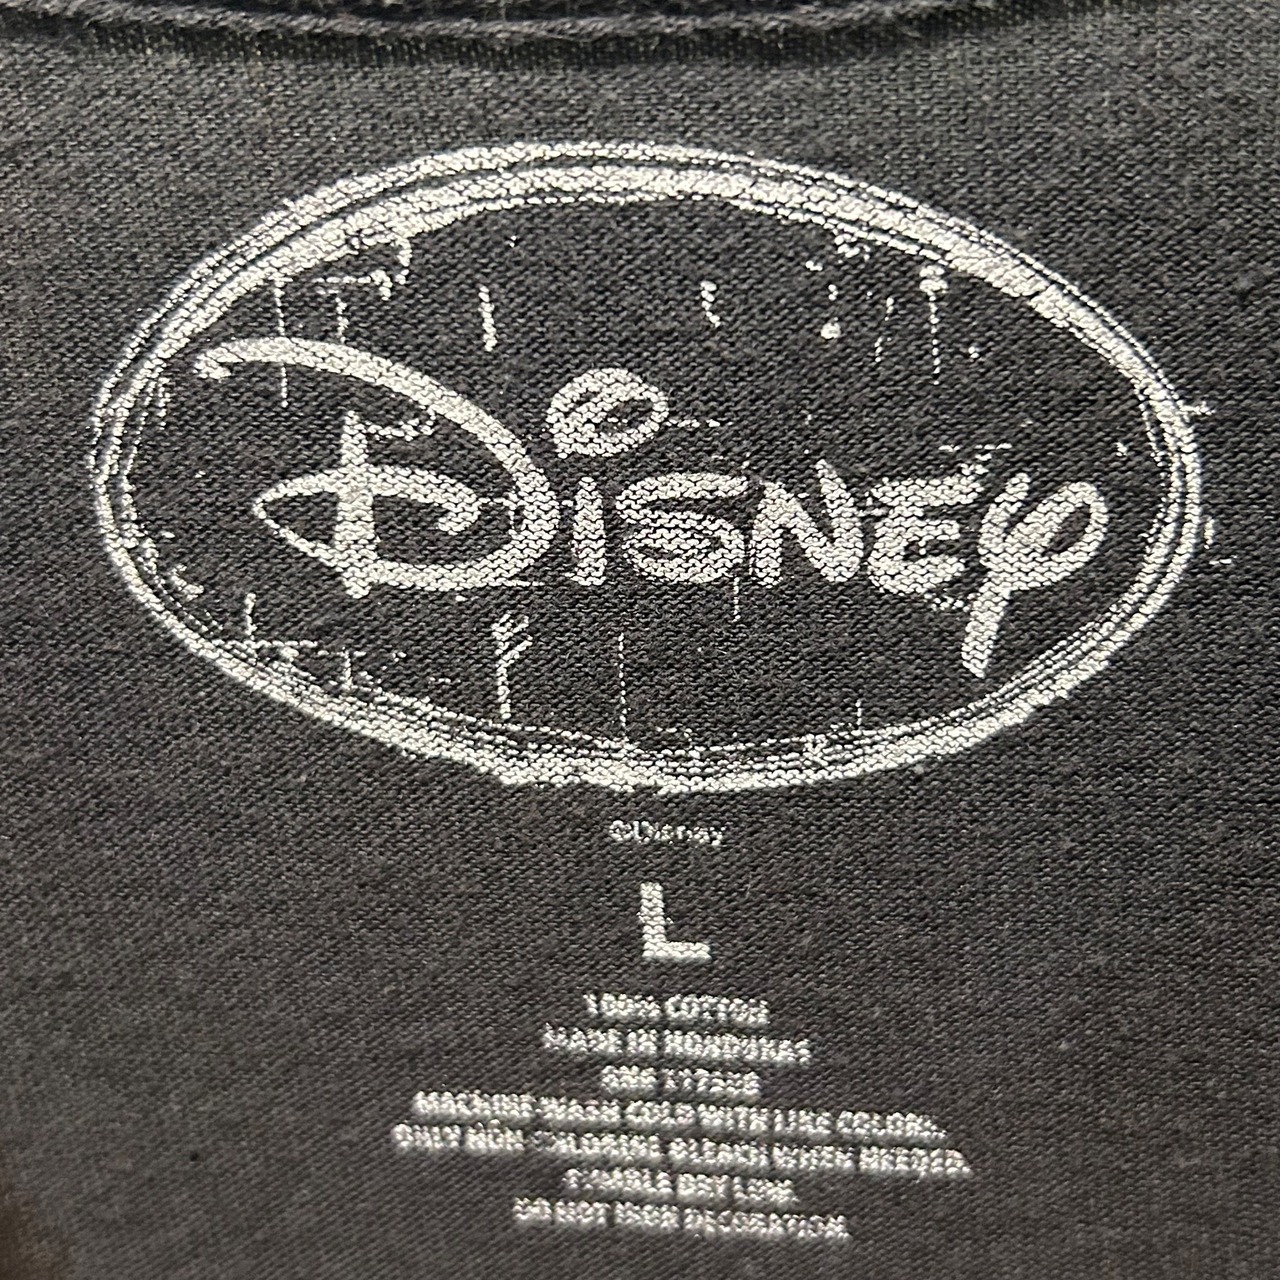 Disney
©Disney
L
100% COTTON
MADE IN HONDURAS
MACHINE WASH COLD WITH LIKE COLORS.
ONLY NON-CHLORINE BLEACH WHEN NEEDED.
TUMBLE DRY LOW.
DO NOT IRON DECORATION.